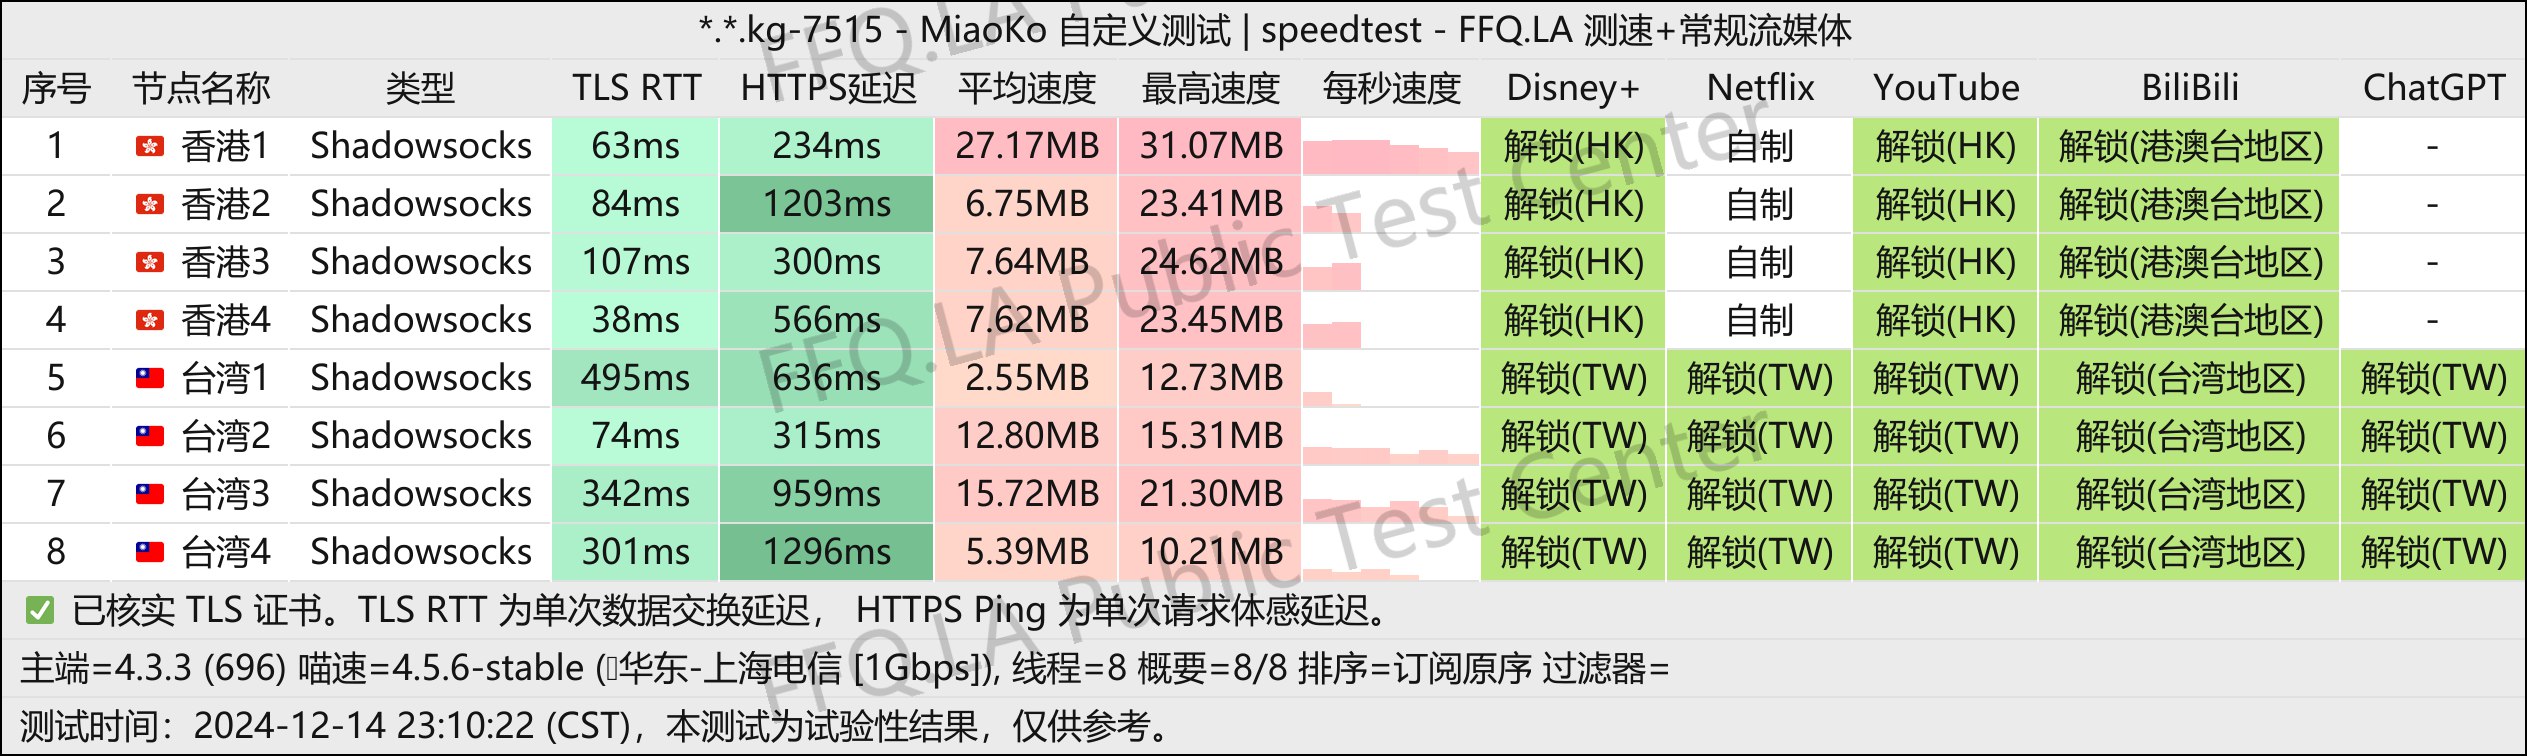 *.*.kg-7515 - MiaoKo 自定义测试 | speedtest - FFQ.LA 测速+常规流媒体
序号 节点名称 类型 TLS RTT HTTPS延迟 平均速度 最高速度 每秒速度 Disney+ Netflix YouTube BiliBili ChatGPT
1 香港1 Shadowsocks 63ms 234ms 27.17MB 31.07MB 解锁(HK) 自制 解锁(HK) 解锁(港澳台地区) -
2 香港2 Shadowsocks 84ms 1203ms 6.75MB 23.41MB 解锁(HK) 自制 解锁(HK) 解锁(港澳台地区) -
3 香港3 Shadowsocks 107ms 300ms 7.64MB 24.62MB 解锁(HK) 自制 解锁(HK) 解锁(港澳台地区) -
4 香港4 Shadowsocks 38ms 566ms 7.62MB 23.45MB 解锁(HK) 自制 解锁(HK) 解锁(港澳台地区) -
5 台湾1 Shadowsocks 495ms 636ms 2.55MB 12.73MB 解锁(TW) 解锁(TW) 解锁(TW) 解锁(台湾地区) 解锁(TW)
6 台湾2 Shadowsocks 74ms 315ms 12.80MB 15.31MB 解锁(TW) 解锁(TW) 解锁(TW) 解锁(台湾地区) 解锁(TW)
7 台湾3 Shadowsocks 342ms 959ms 15.72MB 21.30MB 解锁(TW) 解锁(TW) 解锁(TW) 解锁(台湾地区) 解锁(TW)
8 台湾4 Shadowsocks 301ms 1296ms 5.39MB 10.21MB 解锁(TW) 解锁(TW) 解锁(TW) 解锁(台湾地区) 解锁(TW)
✅ 已核实 TLS 证书。TLS RTT 为单次数据交换延迟， HTTPS Ping 为单次请求体感延迟。
主端=4.3.3 (696) 喵速=4.5.6-stable (华东-上海电信 [1Gbps]), 线程=8 概要=8/8 排序=订阅原序 过滤器=
测试时间：2024-12-14 23:10:22 (CST)，本测试为试验性结果，仅供参考。
FFQ.LA Public Test Center
FFQ.LA Public Test Center
FFQ.LA Pu